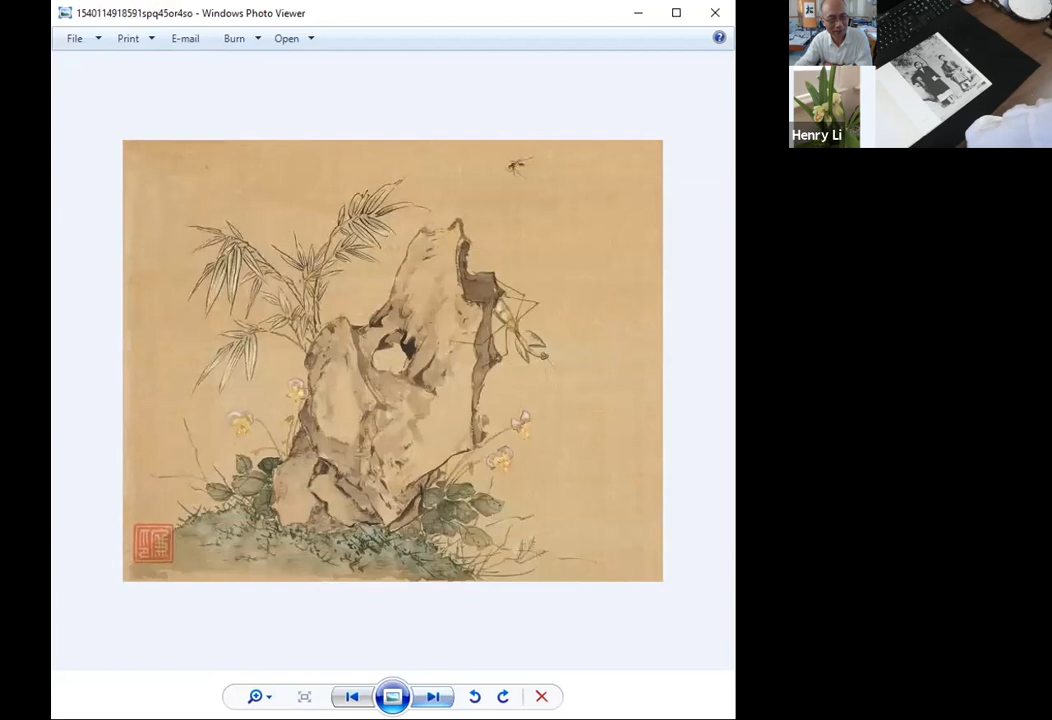 1540114918591spq45or4so - Windows Photo Viewer
File Print E-mail Burn Open
Henry Li